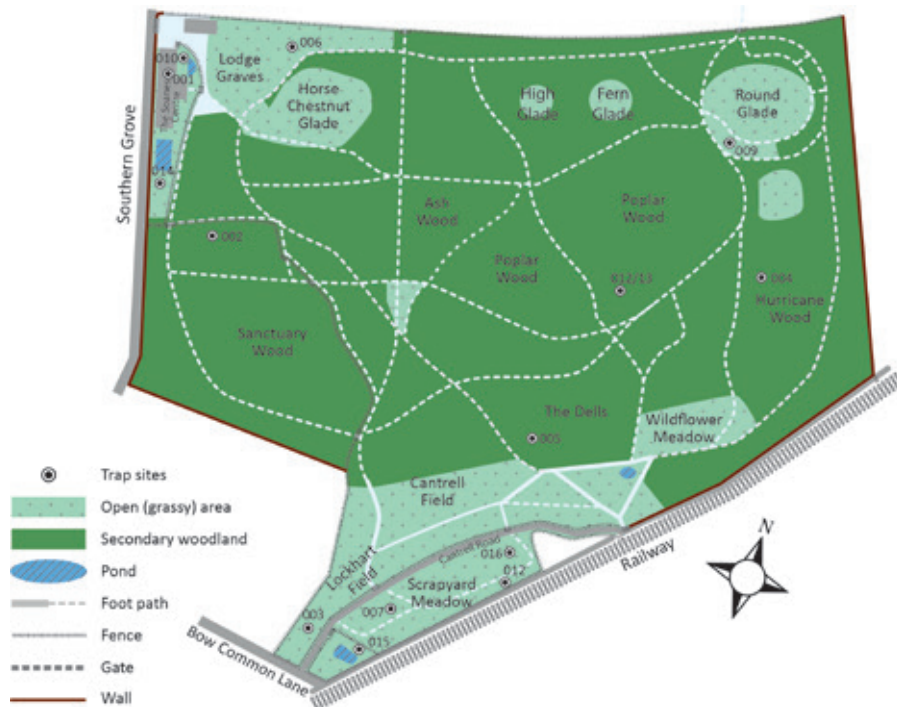 006
Lodge
Graves
010
001
The Soanes
Centre
Horse
Chestnut
Glade
High
Glade
Fern
Glade
Round
Glade
009
014
Southern Grove
002
Ash
Wood
Poplar
Wood
Poplar
Wood
004
Hurricane
Wood
Sanctuary
Wood
The Dells
005
Wildflower
Meadow
Cantrell
Field
Cantrell Road
016
012
Lockhart
Field
Scrapyard
Meadow
007
003
015
Railway
Bow Common Lane
N
Trap sites
Open (grassy) area
Secondary woodland
Pond
Foot path
Fence
Gate
Wall